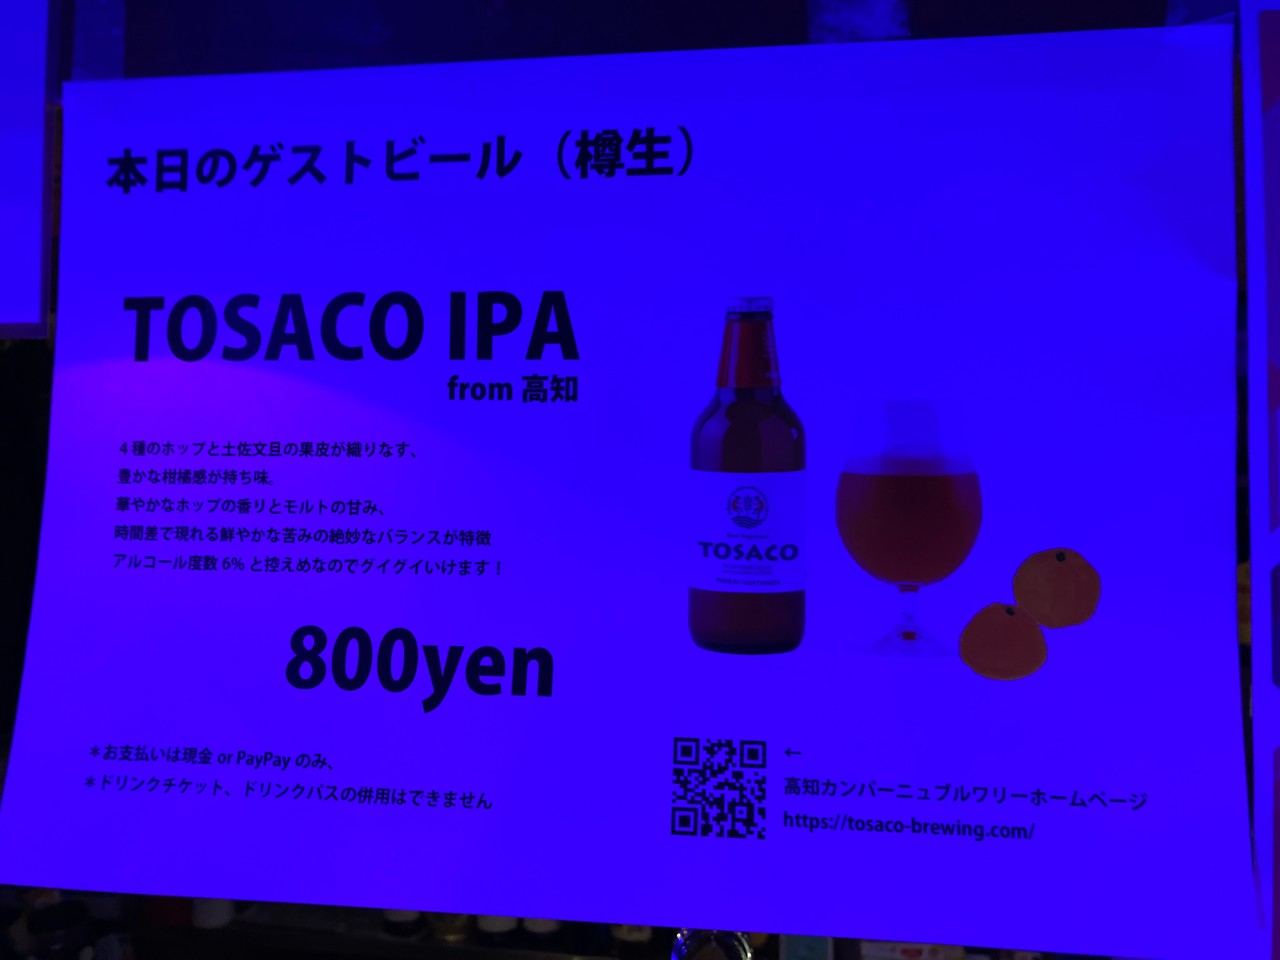 本日のゲストビール（樽生）
TOSACO IPA
from 高知
4種のホップと土佐文旦の果皮が織りなす、
豊かな柑橘感が持ち味。
華やかなホップの香りとモルトの甘み、
時間差で現れる鮮やかな苦みの絶妙なバランスが特徴
アルコール度数 6% と控えめなのでグイグイいけます！
800yen
＊お支払いは現金 or PayPay のみ、
＊ドリンクチケット、ドリンクパスの併用はできません
TOSACO
←
高知カンパーニュブルワリーホームページ
https://tosaco-brewing.com/